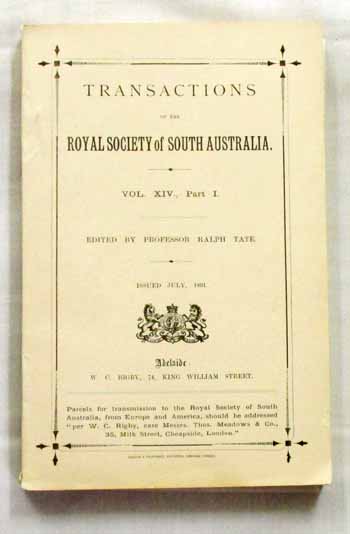 TRANSACTIONS
OF THE
ROYAL SOCIETY of SOUTH AUSTRALIA.
VOL. XIV., Part I.
EDITED BY PROFESSOR RALPH TATE.
ISSUED JULY, 1891.
Adelaide:
W. C. RIGBY, 74, KING WILLIAM STREET.
Parcels for transmission to the Royal Society of South
Australia, from Europe and America, should be addressed
"per W. C. Rigby, care Messrs. Thos. Meadows & Co.,
35, Milk Street, Cheapside, London."